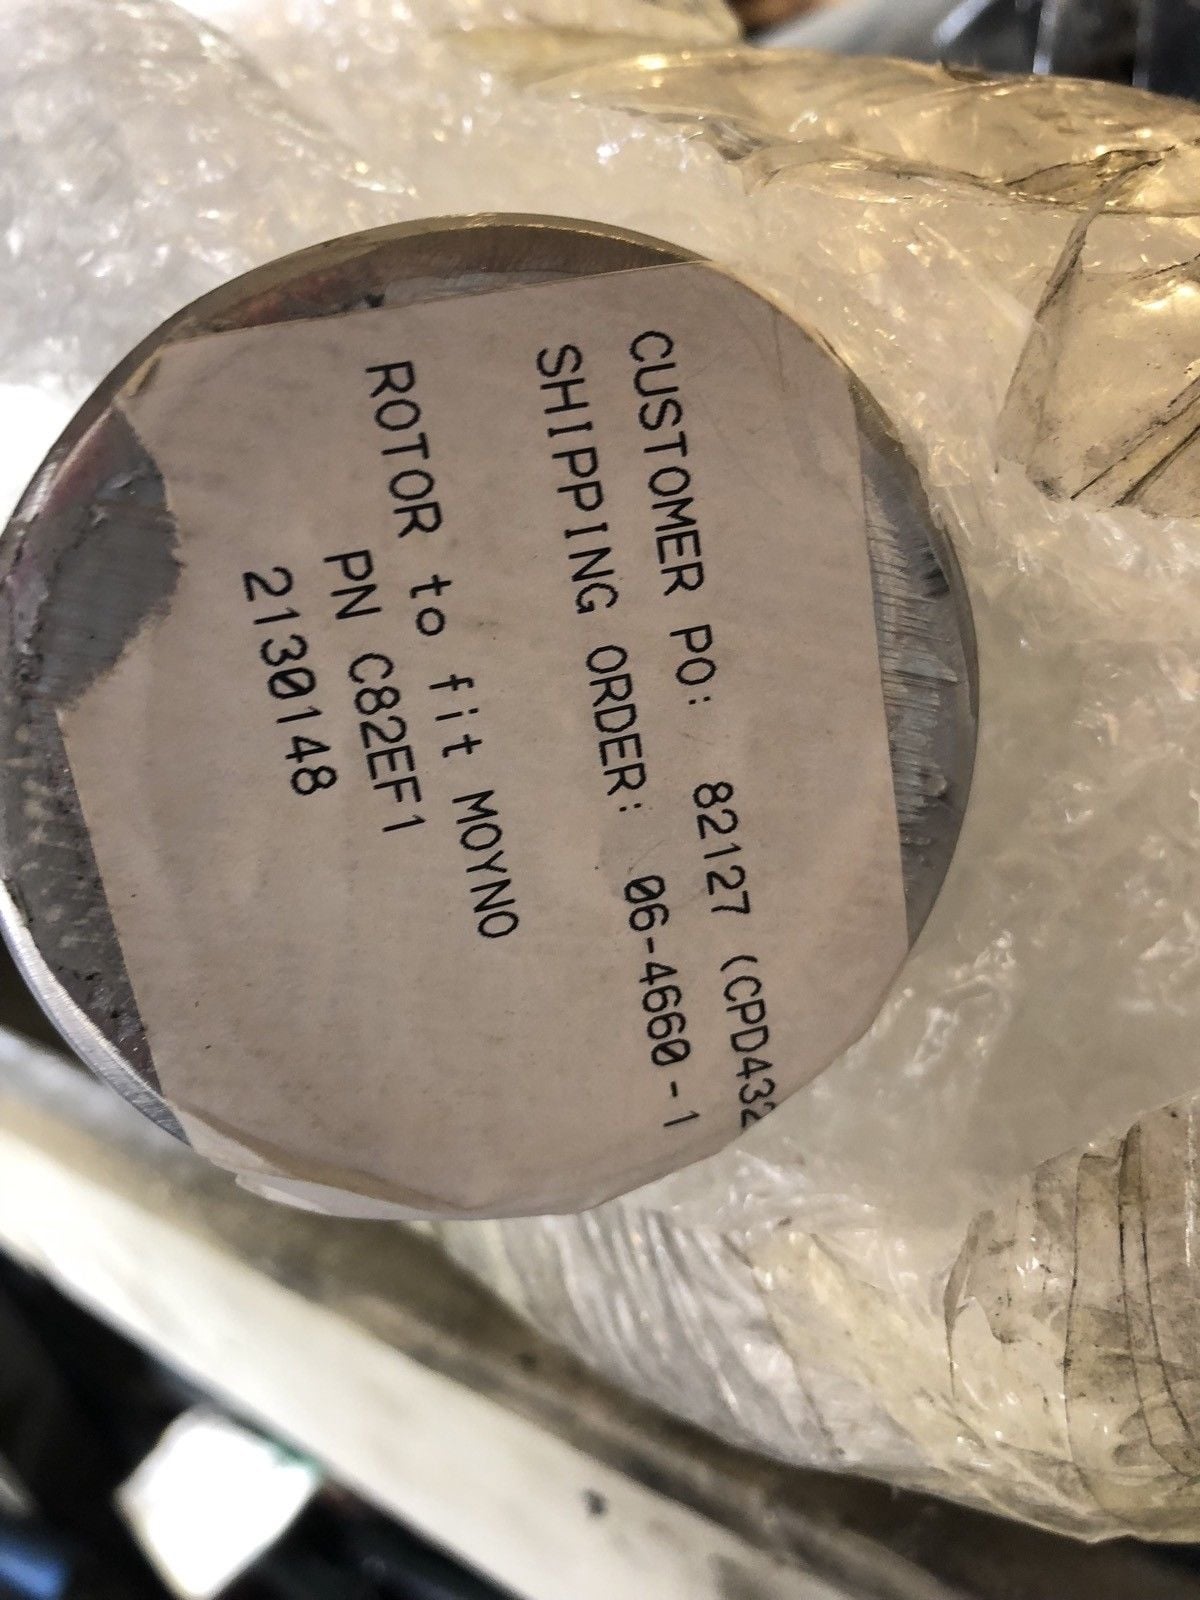 CUSTOMER PO: 82127 (CPD432
SHIPPING ORDER: 06-4660-1
ROTOR to fit MOYNO
PN C82EF1
2130148